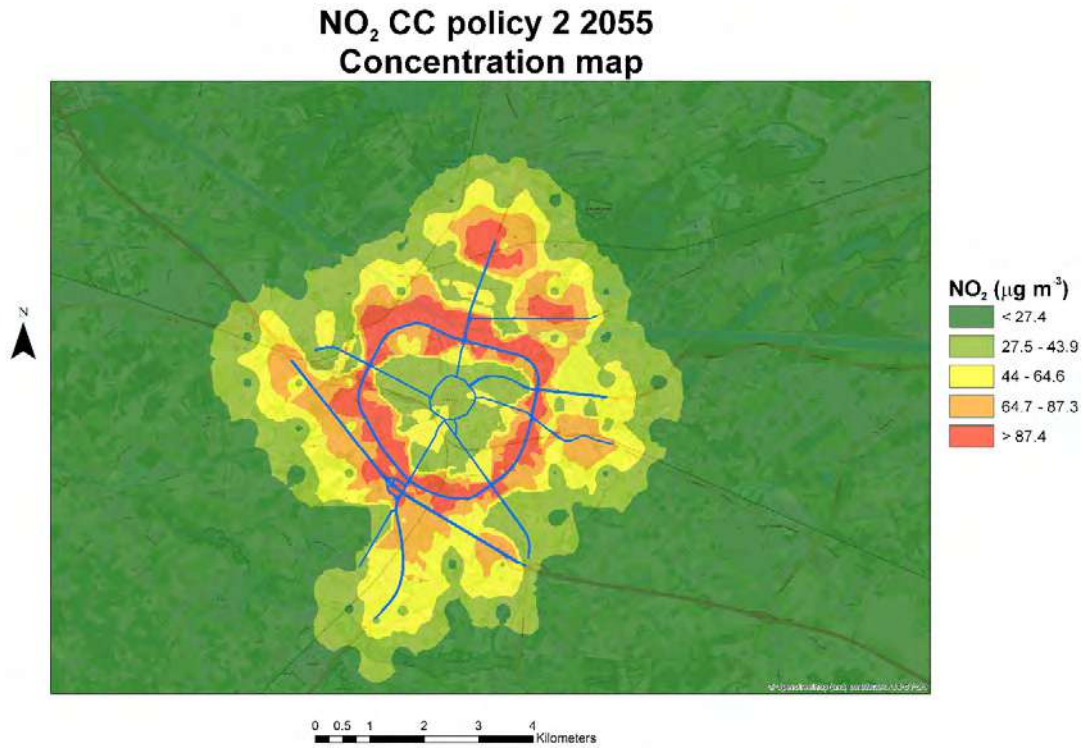 NO₂ CC policy 2 2055
Concentration map
N
NO₂ (µg m⁻³)
< 27.4
27.5 - 43.9
44 - 64.6
64.7 - 87.3
> 87.4
0 0.5 1 2 3 4
Kilometers